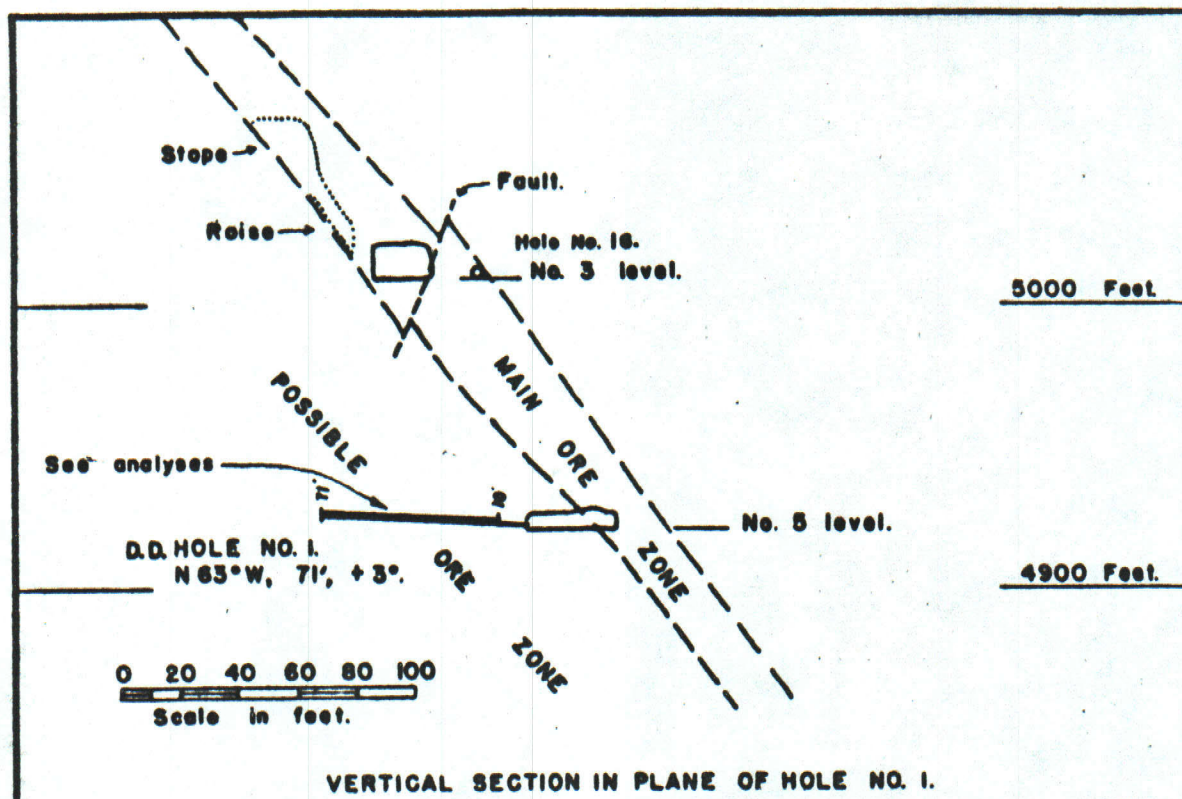 Stope
Fault.
Raise
Hole No. 16.
No. 3 level.
5000 Feet.
MAIN ORE ZONE
POSSIBLE ORE ZONE
See analyses
71'
No. 5 level.
D.D. HOLE NO. 1.
N 63° W, 71', + 3°.
4900 Feet.
0 20 40 60 80 100
Scale in feet.
VERTICAL SECTION IN PLANE OF HOLE NO. 1.